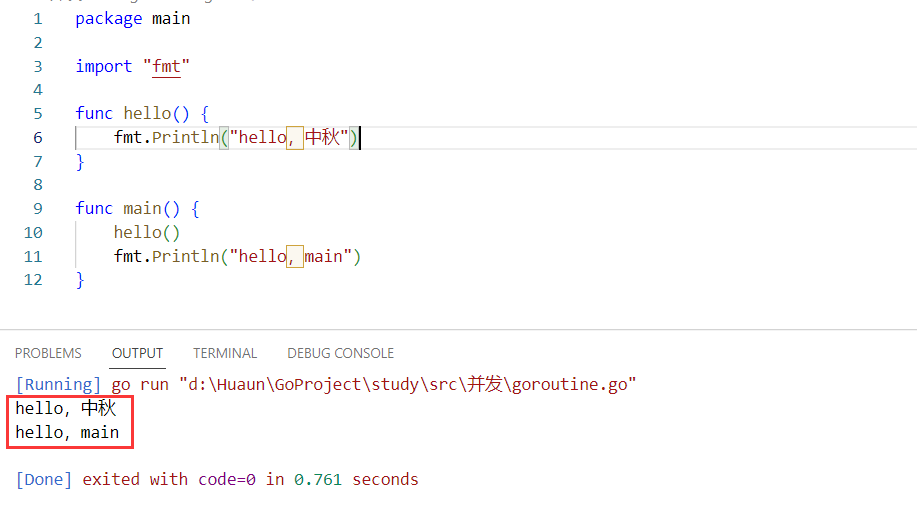 1 package main
2
3 import "fmt"
4
5 func hello() {
6 fmt.Println("hello，中秋")
7 }
8
9 func main() {
10 hello()
11 fmt.Println("hello，main")
12 }
PROBLEMS OUTPUT TERMINAL DEBUG CONSOLE
[Running] go run "d:\Huaun\GoProject\study\src\并发\goroutine.go"
hello，中秋
hello，main
[Done] exited with code=0 in 0.761 seconds